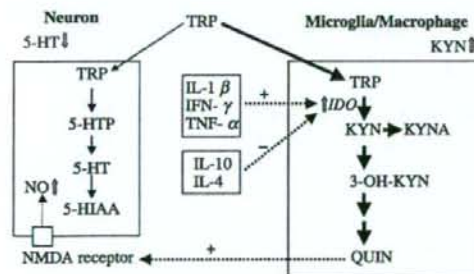 Neuron
TRP
Microglia/Macrophage
5-HT⇓
KYN⇑
TRP
5-HTP
5-HT
5-HIAA
NO⇑
NMDA receptor
IL-1 β
IFN- γ
TNF- α
IL-10
IL-4
+
−
+
TRP
⇑IDO
KYN
KYNA
3-OH-KYN
QUIN